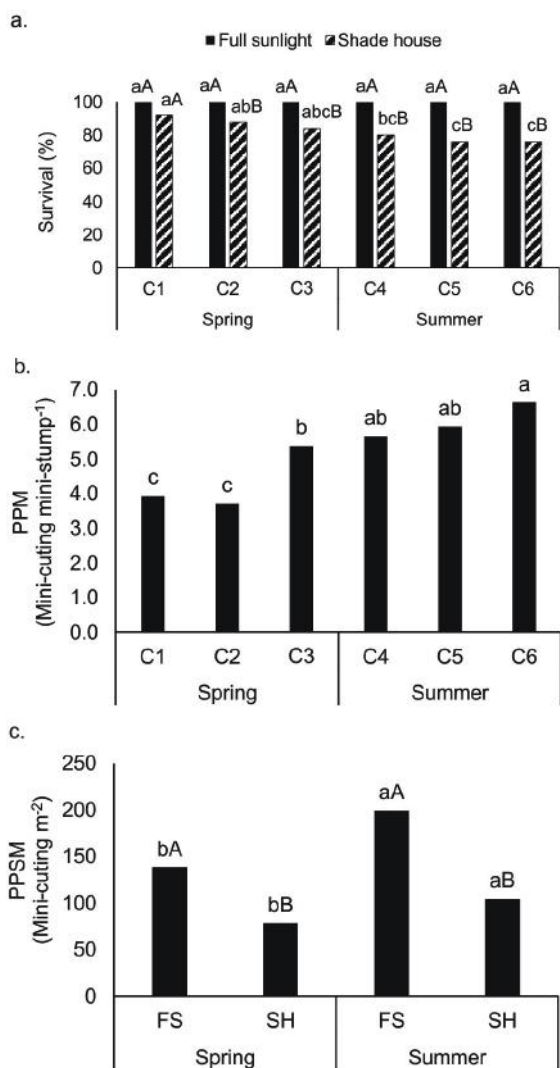 a.
■Full sunlight ▨Shade house
aA aA aA abB aA abcB aA bcB aA cB aA cB
100
80
60
40
20
0
Survival (%)
C1 C2 C3 C4 C5 C6
Spring Summer
b.
7.0
6.0
5.0
4.0
3.0
2.0
1.0
0.0
PPM
(Mini-cuting mini-stump⁻¹)
c c b ab ab a
C1 C2 C3 C4 C5 C6
Spring Summer
c.
250
200
150
100
50
0
PPSM
(Mini-cuting m⁻²)
bA bB aA aB
FS SH FS SH
Spring Summer